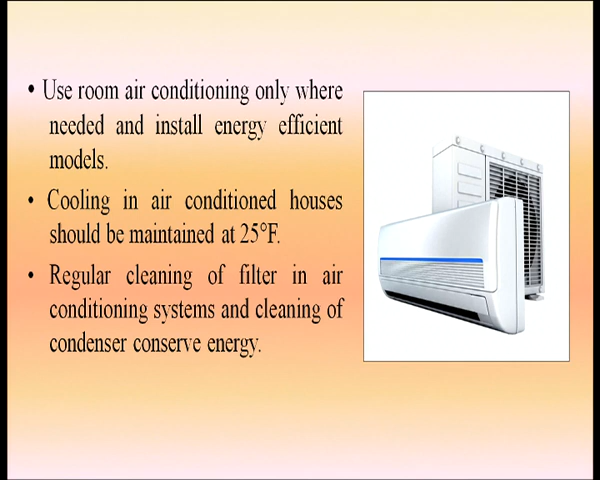 • Use room air conditioning only where
needed and install energy efficient
models.
• Cooling in air conditioned houses
should be maintained at 25°F.
• Regular cleaning of filter in air
conditioning systems and cleaning of
condenser conserve energy.